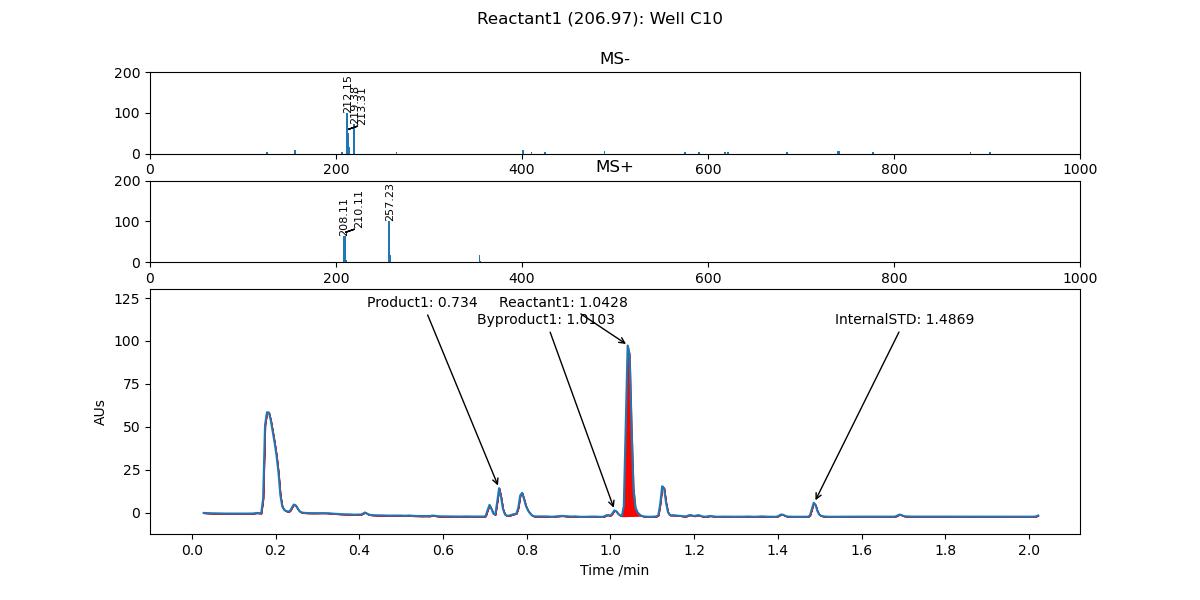 Reactant1 (206.97): Well C10
MS-
200
100
0
212.15
219.38
213.31
0 200 400 600 800 1000
MS+
200
100
0
208.11
210.11
257.23
0 200 400 600 800 1000
125
100
75
50
25
0
AUs
Product1: 0.734 Reactant1: 1.0428
Byproduct1: 1.0103 InternalSTD: 1.4869
0.0 0.2 0.4 0.6 0.8 1.0 1.2 1.4 1.6 1.8 2.0
Time /min